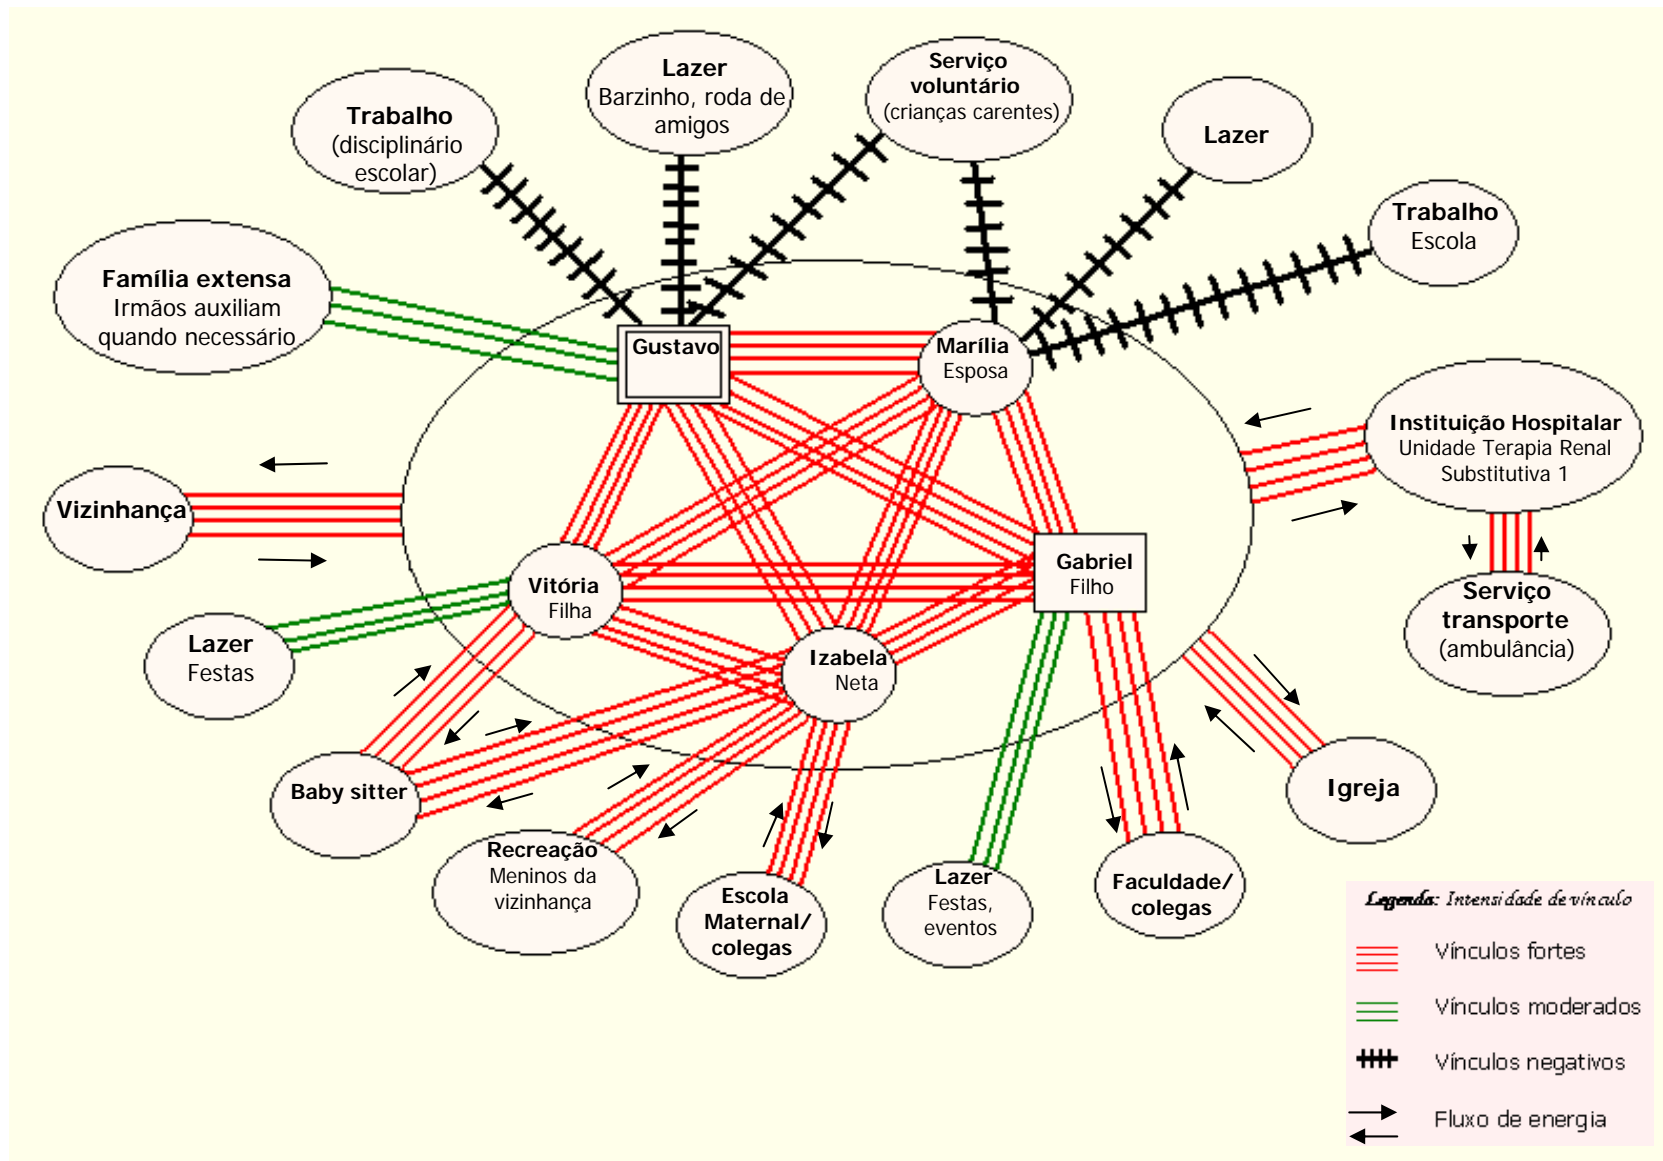 Trabalho
(disciplinário
escolar)
Lazer
Barzinho, roda de
amigos
Serviço
voluntário
(crianças carentes)
Lazer
Trabalho
Escola
Família extensa
Irmãos auxiliam
quando necessário
Gustavo
Marília
Esposa
Instituição Hospitalar
Unidade Terapia Renal
Substitutiva 1
Vizinhança
Vitória
Filha
Gabriel
Filho
Serviço
transporte
(ambulância)
Lazer
Festas
Izabela
Neta
Baby sitter
Igreja
Recreação
Meninos da
vizinhança
Escola
Maternal/
colegas
Lazer
Festas,
eventos
Faculdade/
colegas
Legenda: Intensidade de vínculo
Vínculos fortes
Vínculos moderados
Vínculos negativos
Fluxo de energia